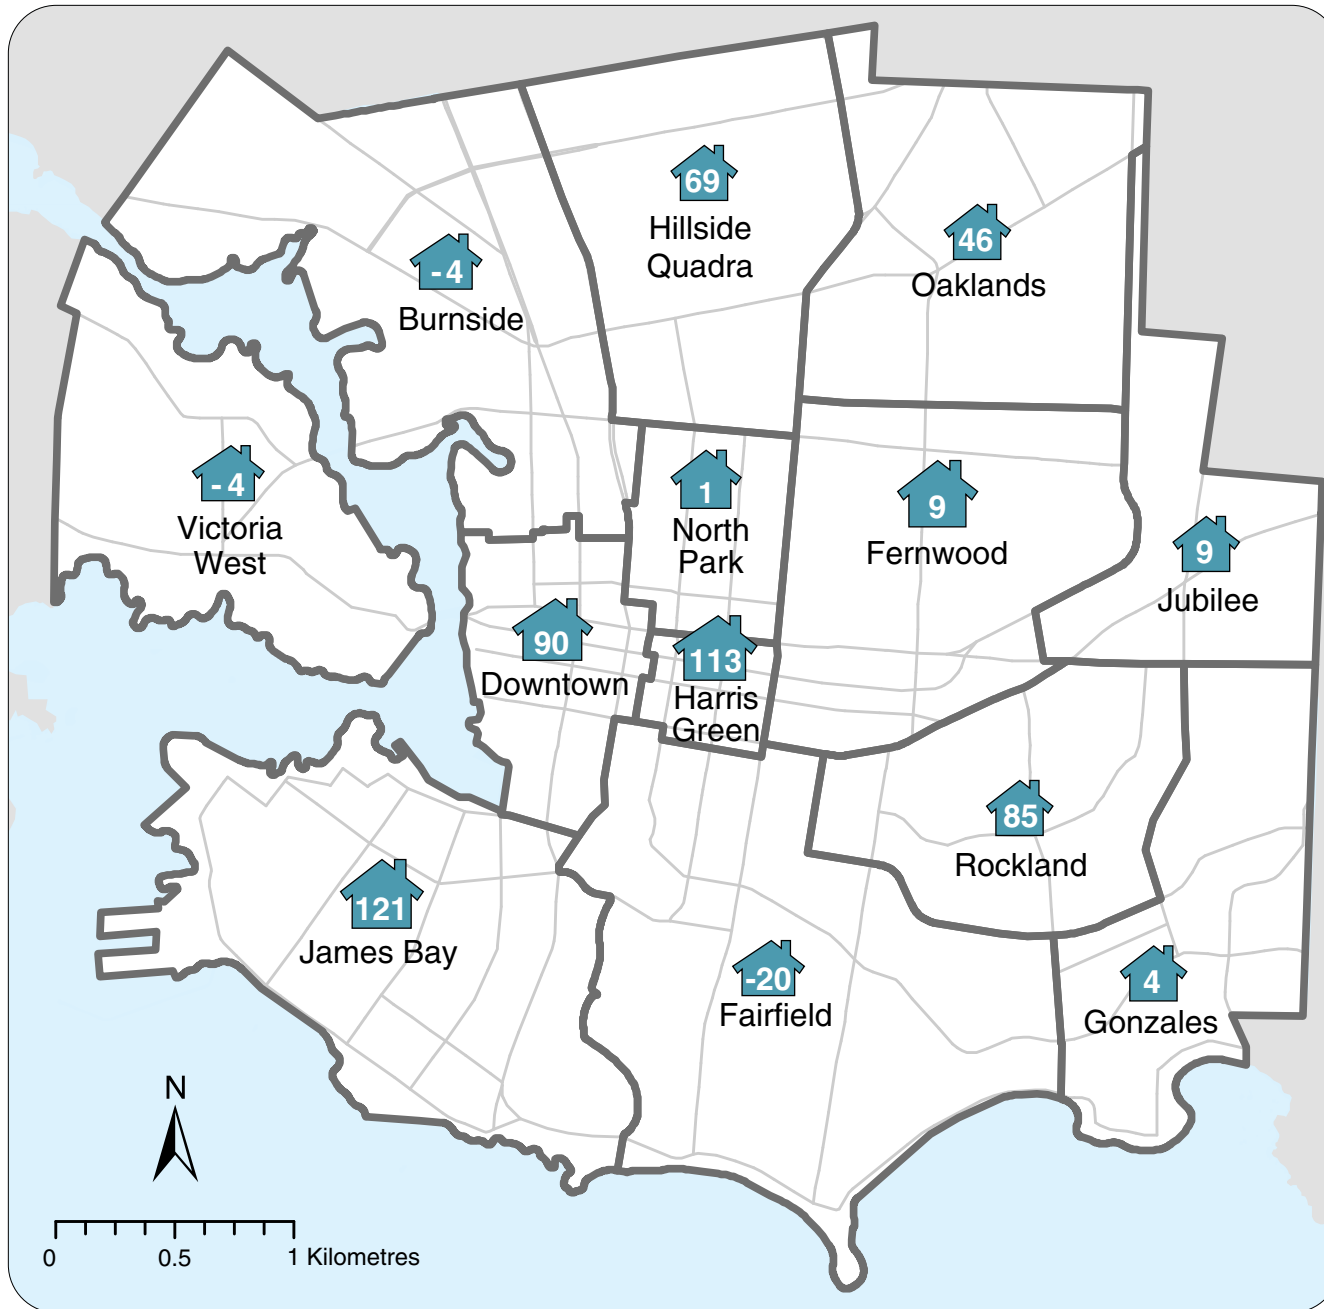 69
Hillside
Quadra
46
Oaklands
- 4
Burnside
- 4
Victoria
West
1
North
Park
9
Fernwood
9
Jubilee
90
Downtown
113
Harris
Green
85
Rockland
121
James Bay
-20
Fairfield
4
Gonzales
N
0 0.5 1 Kilometres